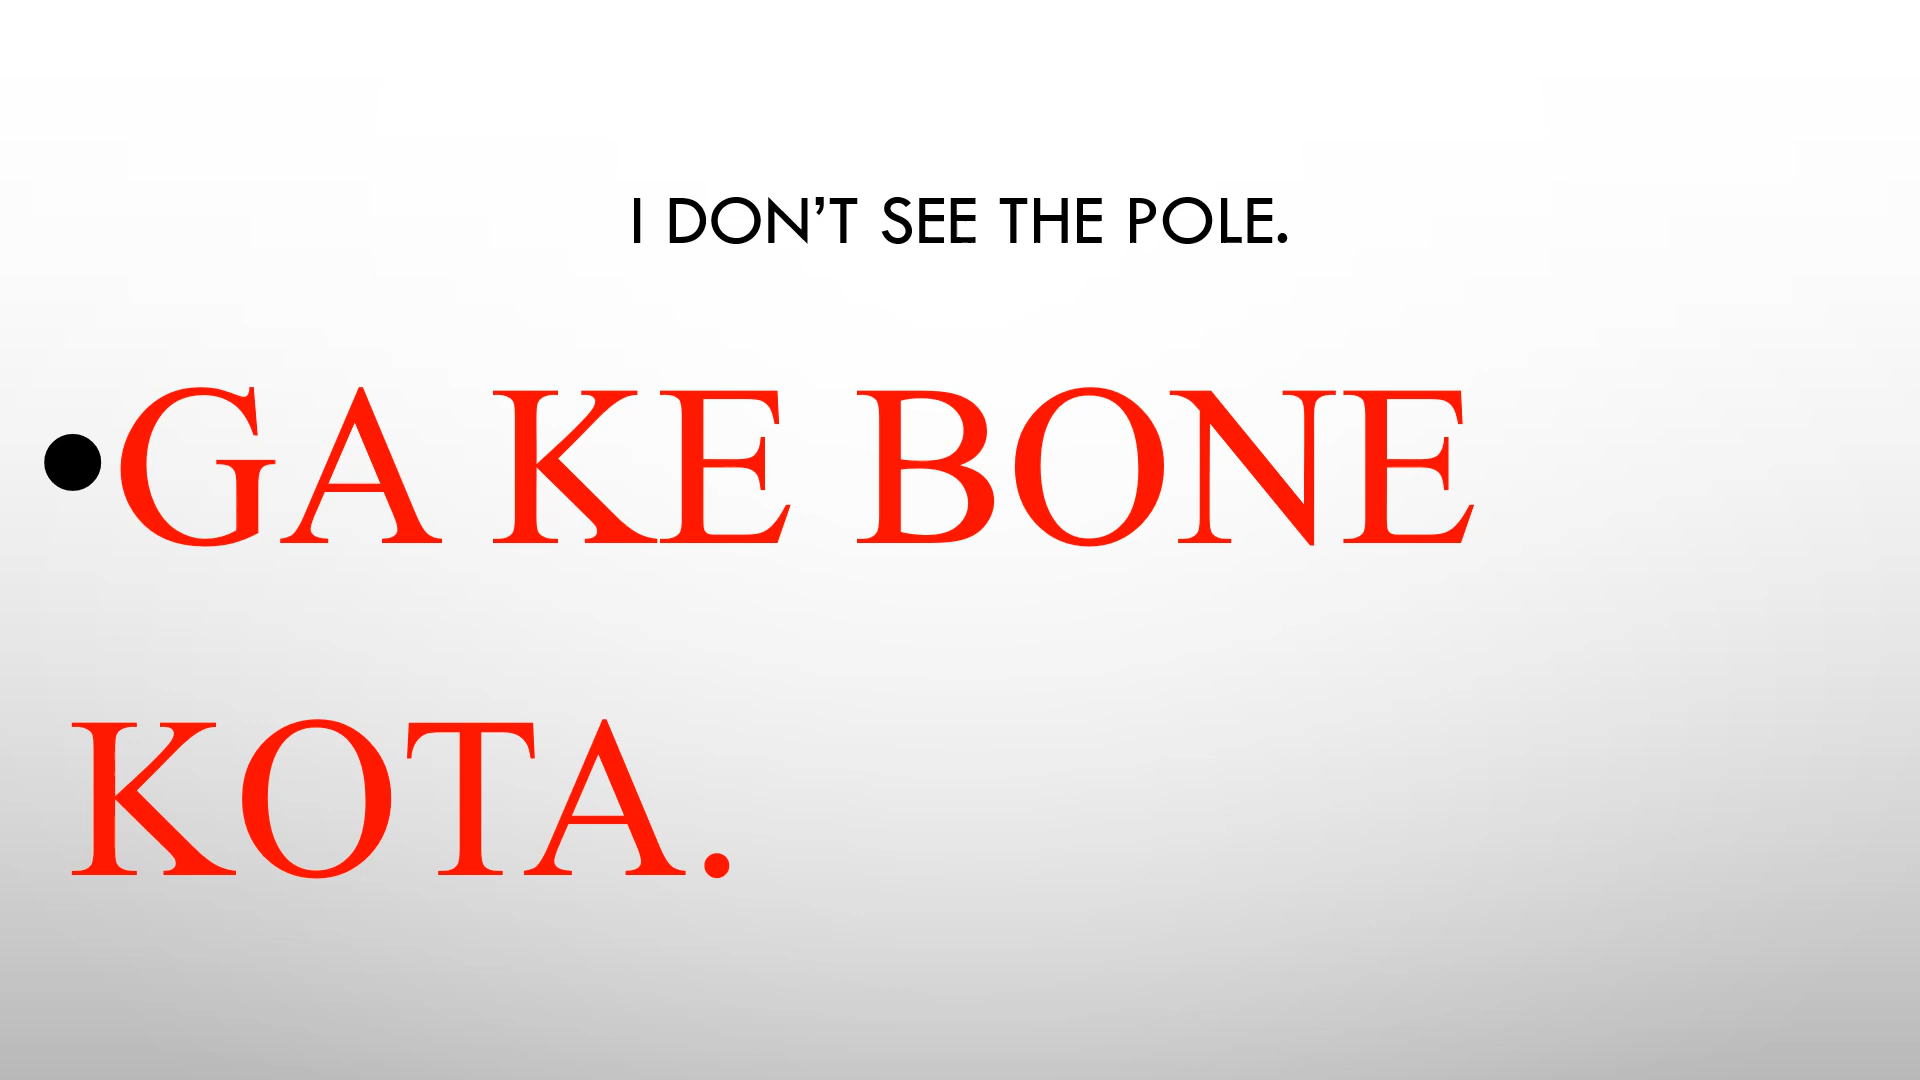 I DON’T SEE THE POLE.
•GA KE BONE
KOTA.